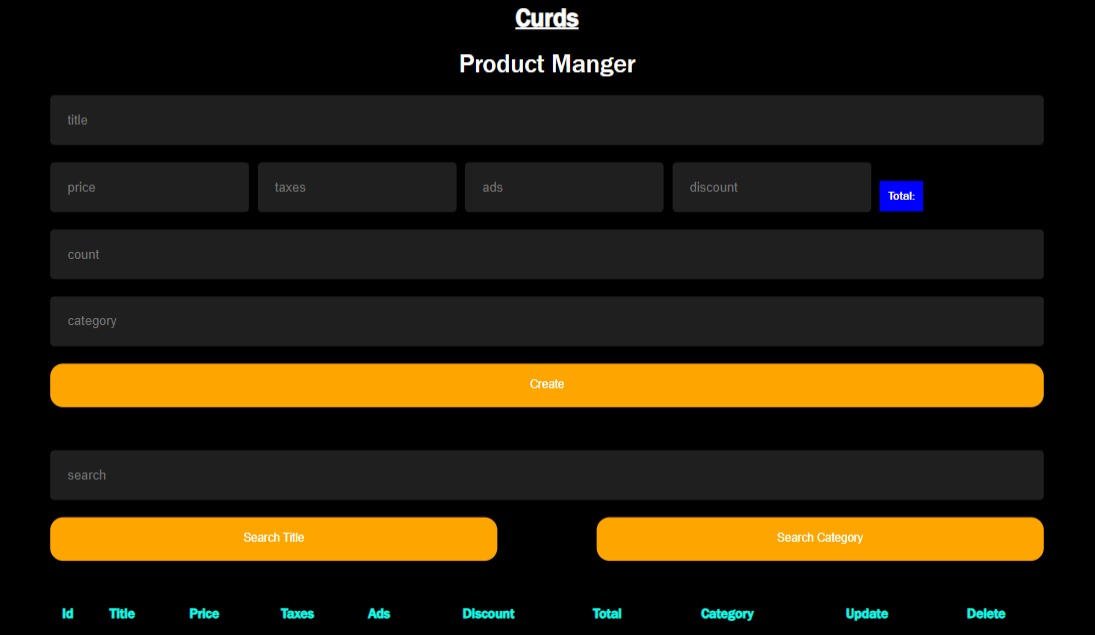 Curds
Product Manger
title
price taxes ads discount Total:
count
category
Create
search
Search Title Search Category
Id Title Price Taxes Ads Discount Total Category Update Delete